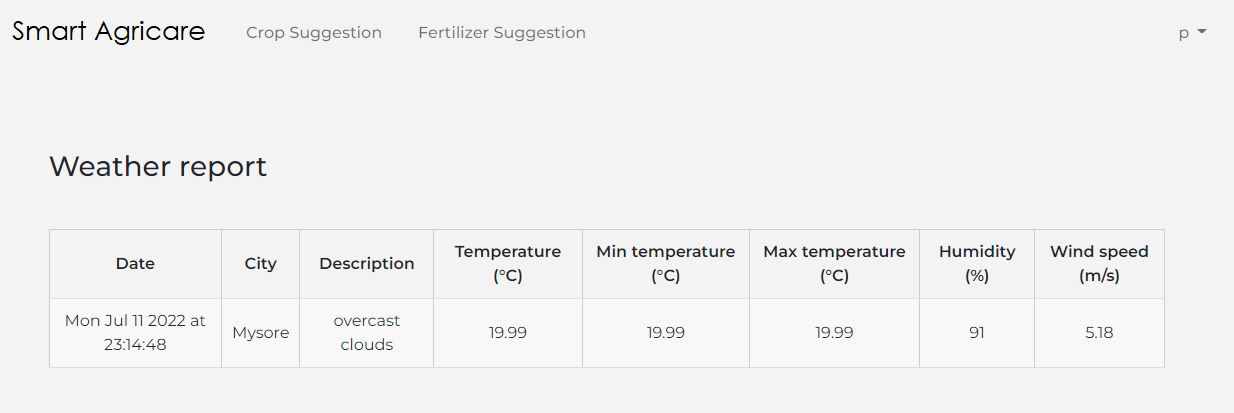 Smart Agricare Crop Suggestion Fertilizer Suggestion p
Weather report
Date City Description Temperature (°C) Min temperature (°C) Max temperature (°C) Humidity (%) Wind speed (m/s)
Mon Jul 11 2022 at 23:14:48 Mysore overcast clouds 19.99 19.99 19.99 91 5.18